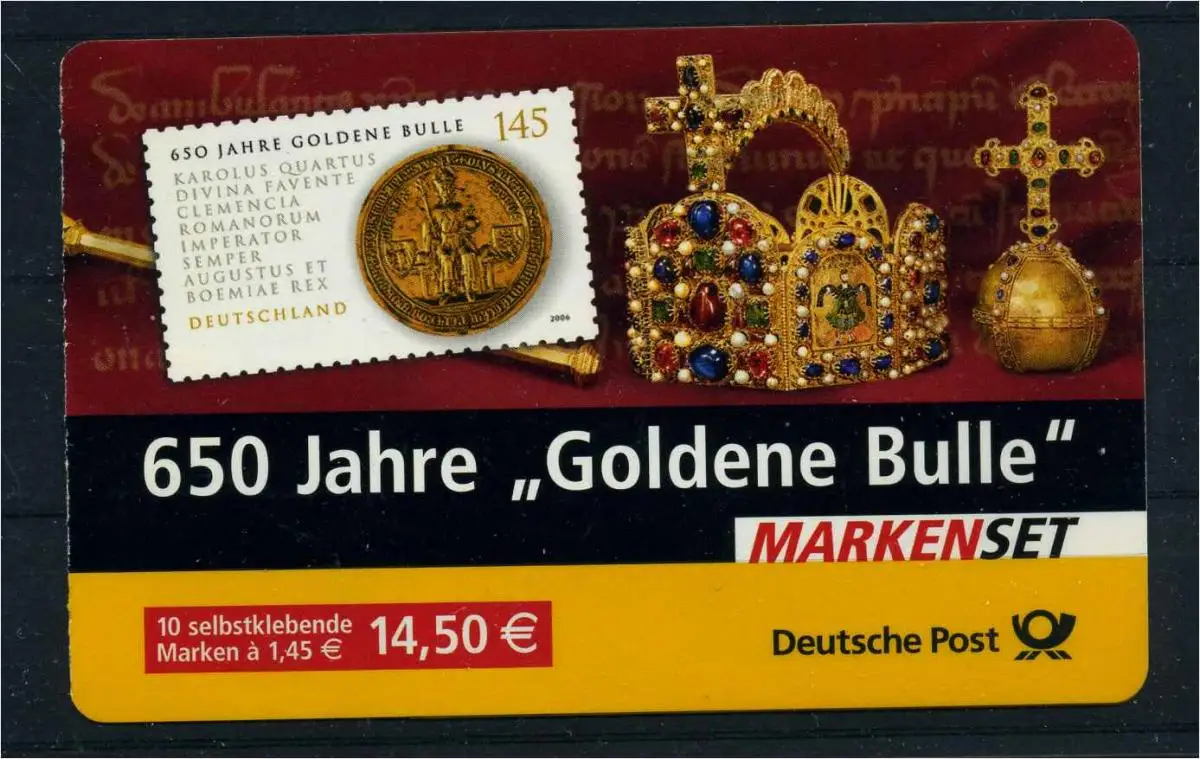 650 JAHRE GOLDENE BULLE 145
KAROLUS QUARTUS
DIVINA FAVENTE
CLEMENCIA
ROMANORUM
IMPERATOR
SEMPER
AUGUSTUS ET
BOEMIAE REX
DEUTSCHLAND
2006
650 Jahre „Goldene Bulle“
MARKENSET
10 selbstklebende
Marken à 1,45 €
14,50 €
Deutsche Post